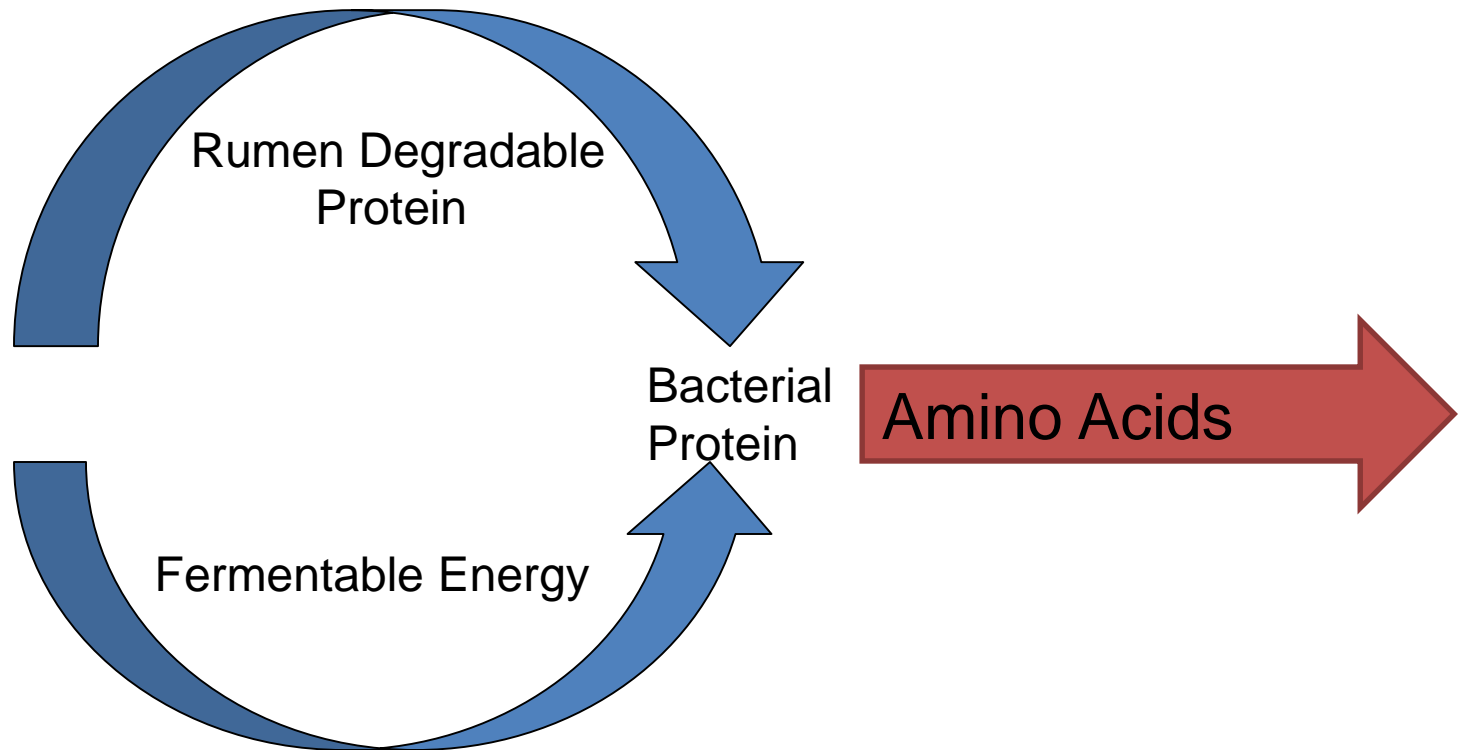 Rumen Degradable
Protein
Bacterial
Protein
Amino Acids
Fermentable Energy